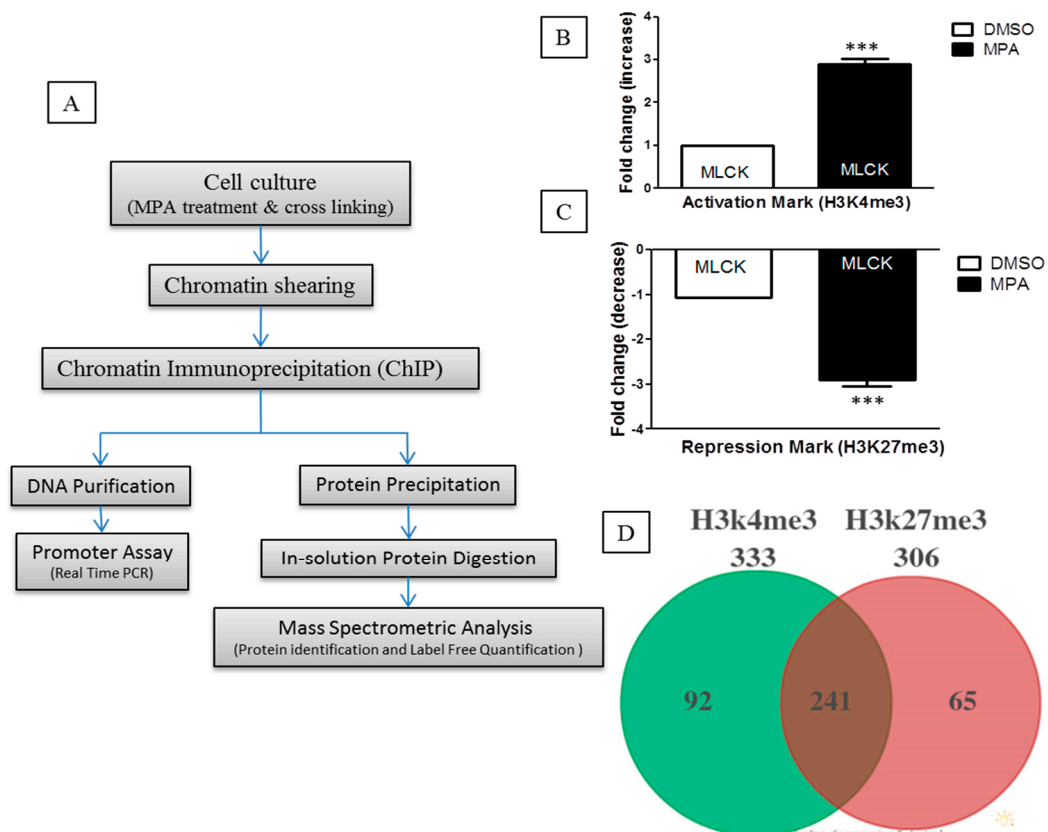 A
Cell culture
(MPA treatment & cross linking)
Chromatin shearing
Chromatin Immunoprecipitation (ChIP)
DNA Purification
Protein Precipitation
Promoter Assay
(Real Time PCR)
In-solution Protein Digestion
Mass Spectrometric Analysis
(Protein identification and Label Free Quantification )
B
Fold change (increase)
4
3
2
1
0
***
MLCK
MLCK
DMSO
MPA
Activation Mark (H3K4me3)
C
Fold change (decrease)
0
-1
-2
-3
-4
MLCK
MLCK
***
DMSO
MPA
Repression Mark (H3K27me3)
D
H3k4me3
333
H3k27me3
306
92
241
65